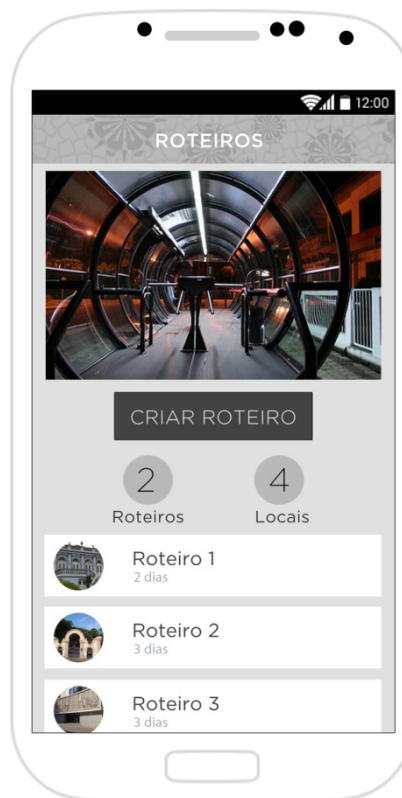 12:00
ROTEIROS
CRIAR ROTEIRO
2 4
Roteiros Locais
Roteiro 1
2 dias
Roteiro 2
3 dias
Roteiro 3
3 dias